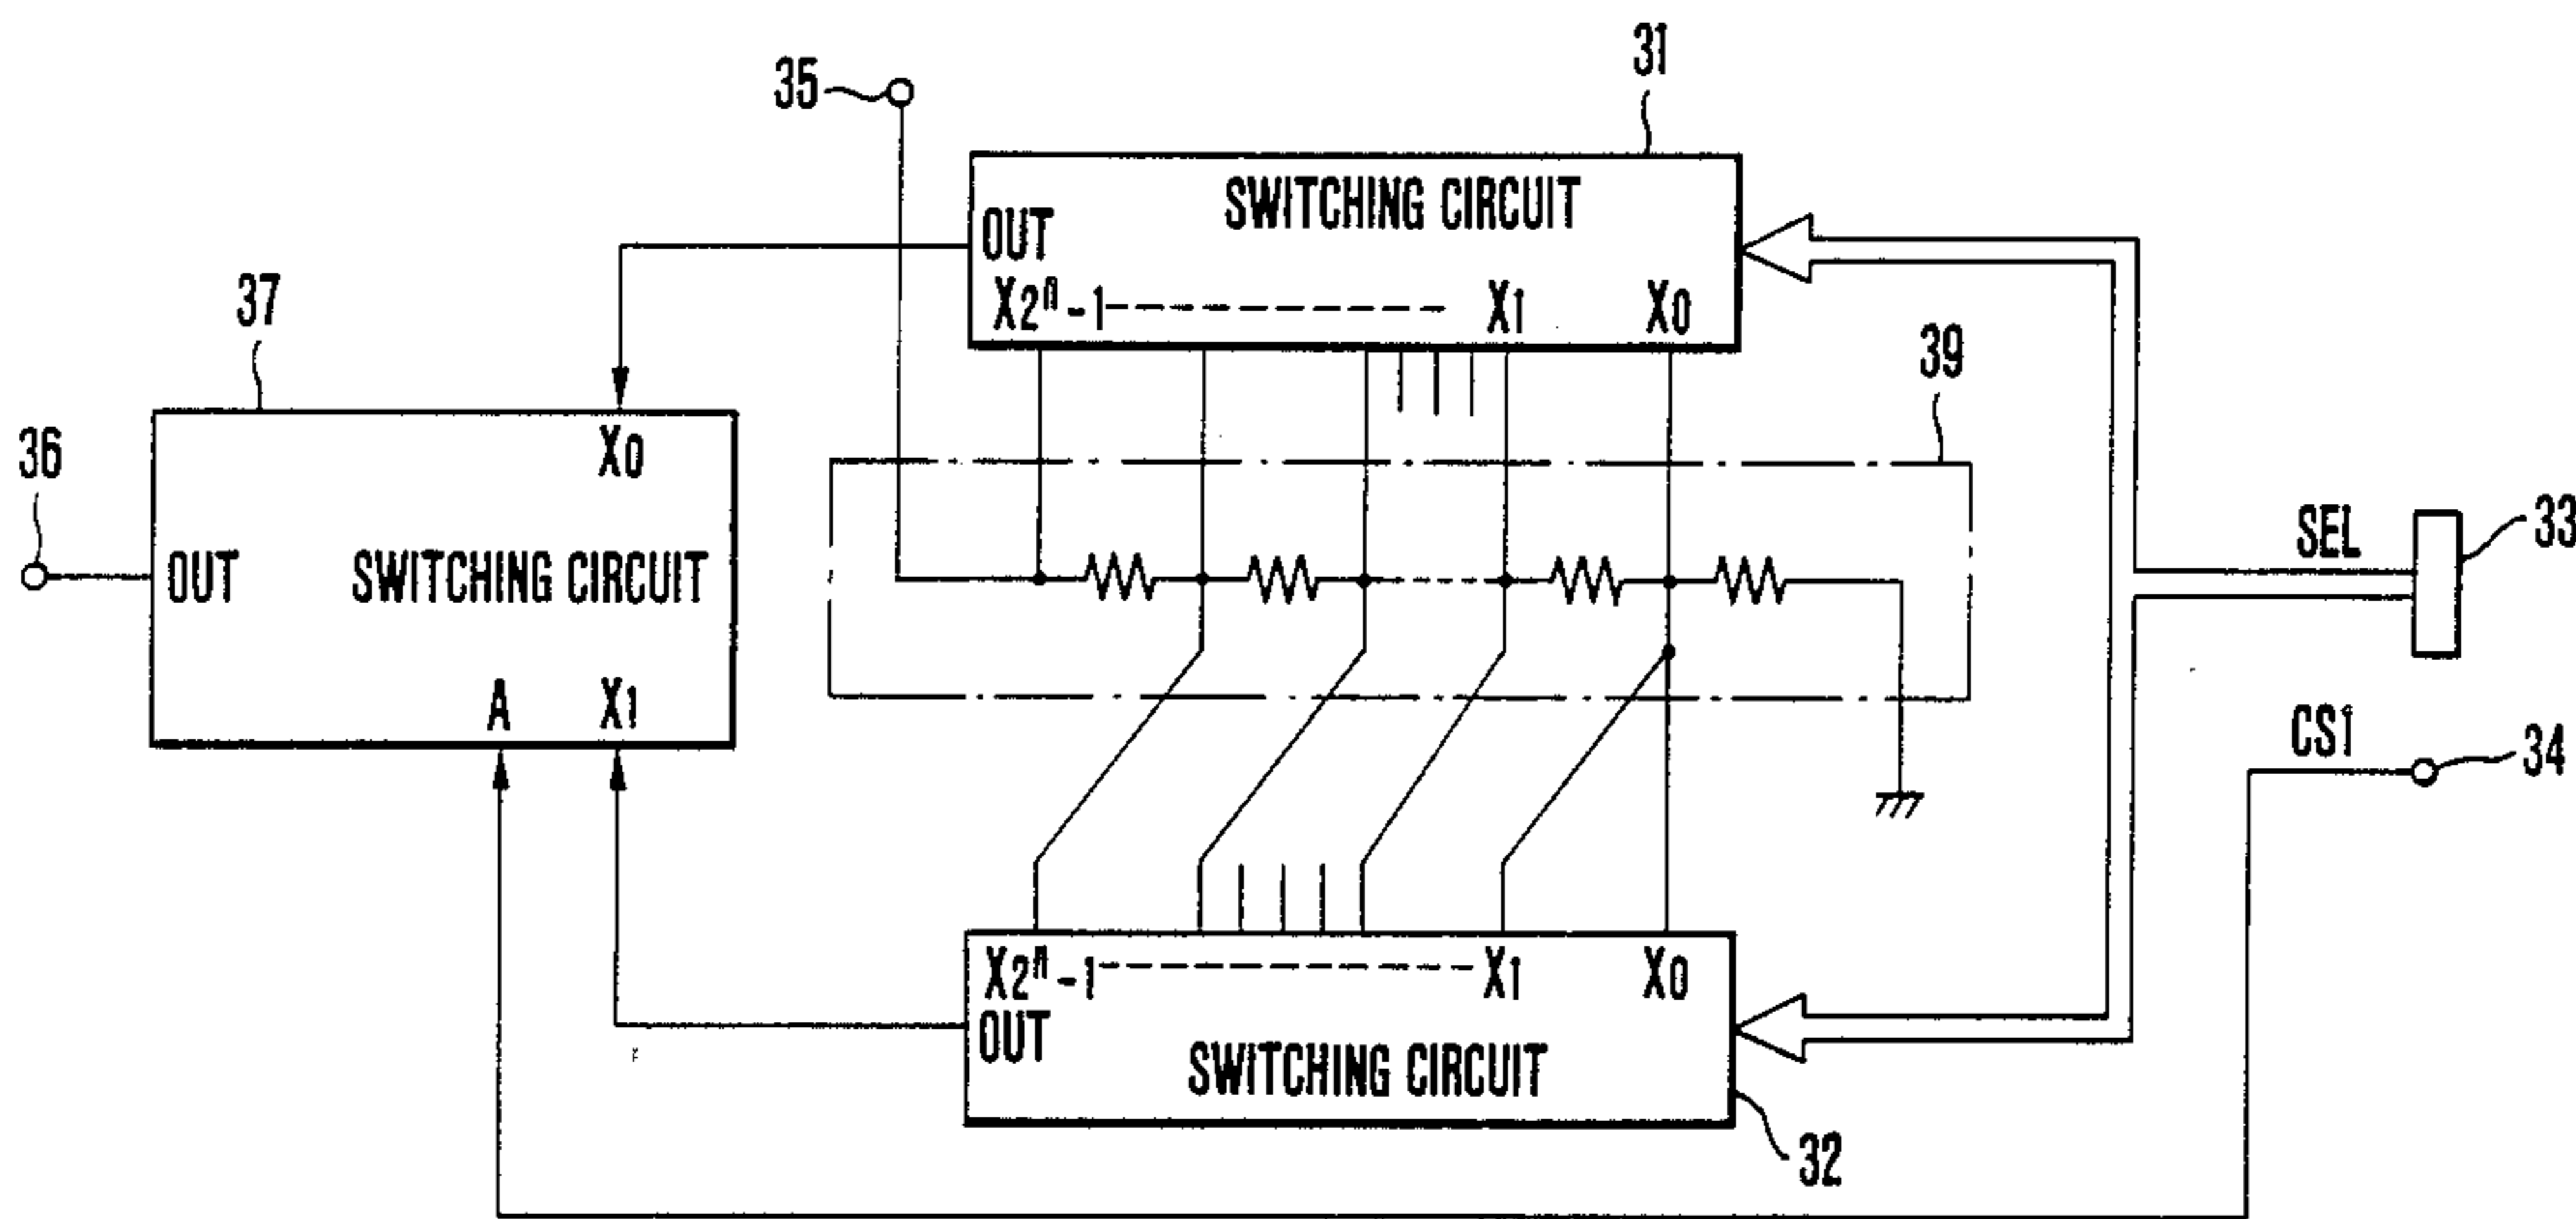 31
35
SWITCHING CIRCUIT
OUT
X2ⁿ-1 X1 X0
37
39
36
X0
33
SEL
OUT SWITCHING CIRCUIT
A X1
CS1
34
X2ⁿ-1 X1 X0
OUT
SWITCHING CIRCUIT
32